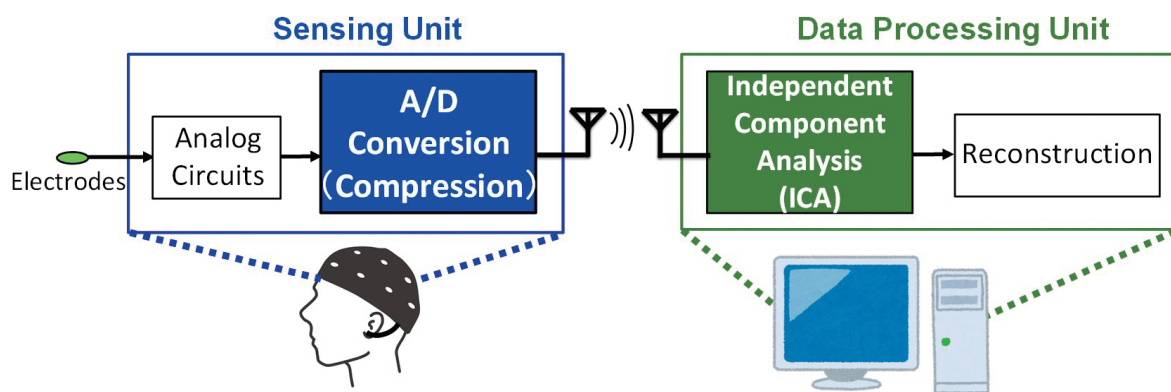 Sensing Unit
Data Processing Unit
Electrodes
Analog
Circuits
A/D
Conversion
(Compression)
Independent
Component
Analysis
(ICA)
Reconstruction